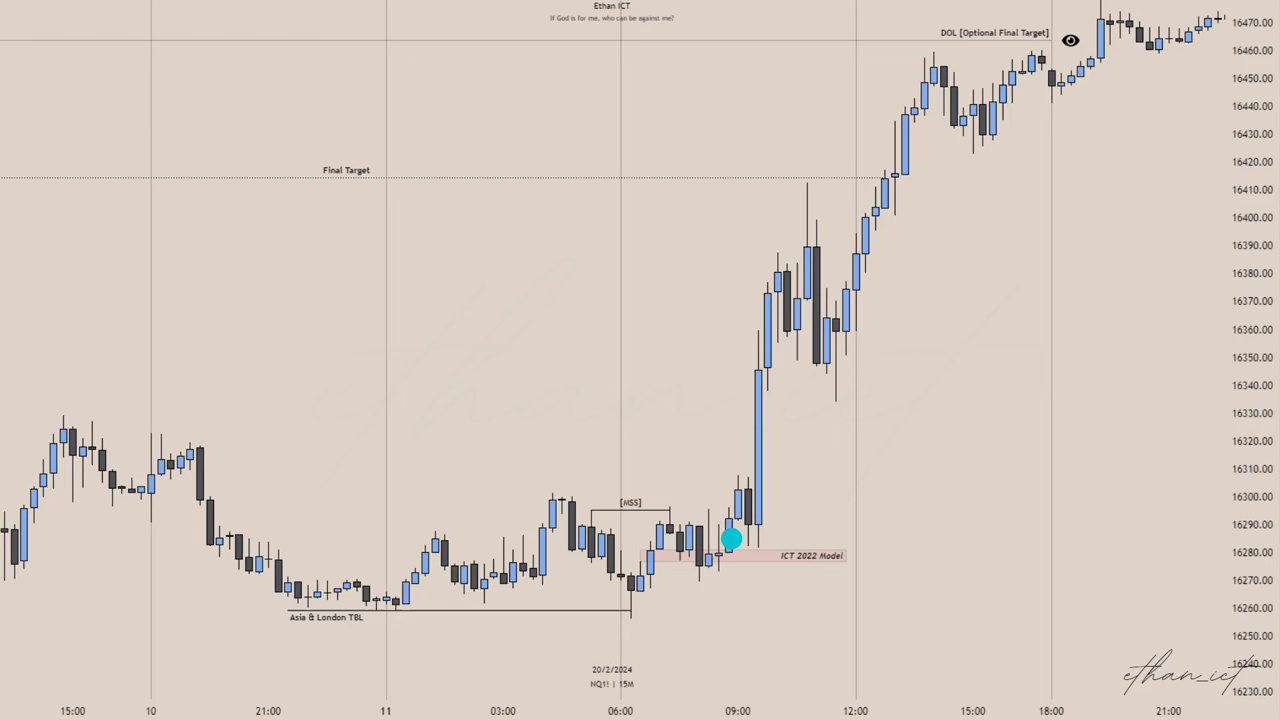 Ethan ICT
If God is for me, who can be against me?
DOL [Optional Final Target]
Final Target
[MSS]
ICT 2022 Model
Asia & London TBL
20/2/2024
NQ1! | 15M
ethan_ict
16470.00
16460.00
16450.00
16440.00
16430.00
16420.00
16410.00
16400.00
16390.00
16380.00
16370.00
16360.00
16350.00
16340.00
16330.00
16320.00
16310.00
16300.00
16290.00
16280.00
16270.00
16260.00
16250.00
16240.00
16230.00
15:00 10 21:00 11 03:00 06:00 09:00 12:00 15:00 18:00 21:00